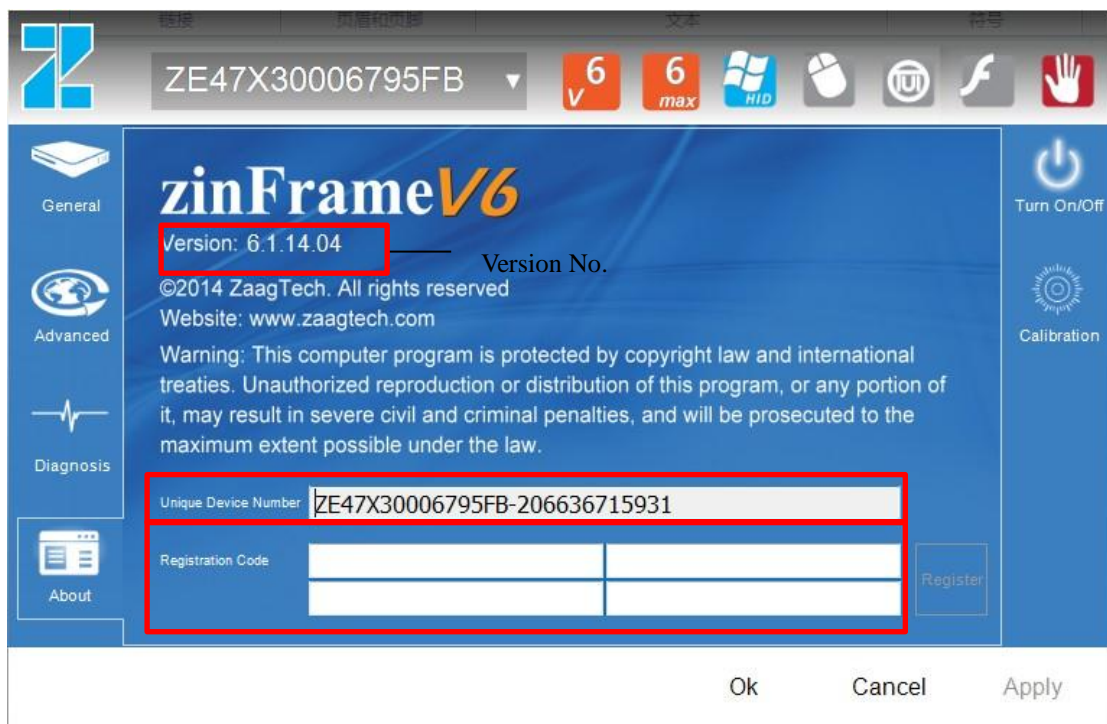 链接 页眉和页脚 文本 符号
ZE47X30006795FB
6
V
6
max
HID
General
Advanced
Diagnosis
About
zinFrameV6
Version: 6.1.14.04
Version No.
©2014 ZaagTech. All rights reserved
Website: www.zaagtech.com
Warning: This computer program is protected by copyright law and international
treaties. Unauthorized reproduction or distribution of this program, or any portion of
it, may result in severe civil and criminal penalties, and will be prosecuted to the
maximum extent possible under the law.
Unique Device Number ZE47X30006795FB-206636715931
Registration Code
Register
Turn On/Off
Calibration
Ok Cancel Apply